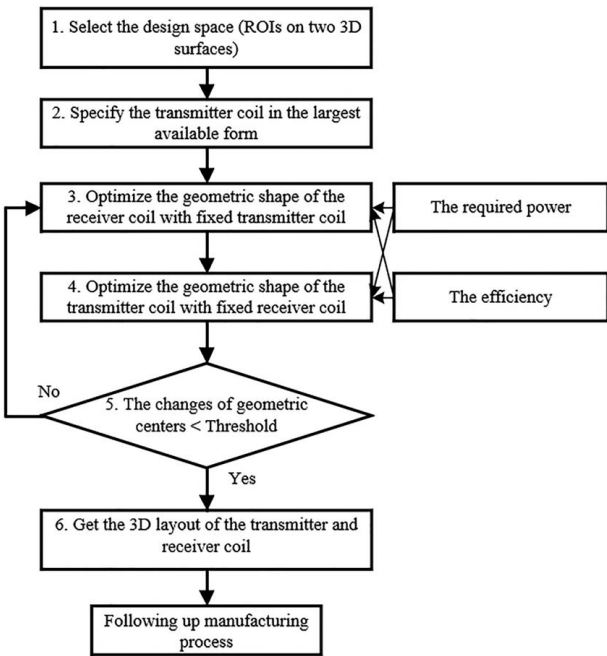 1. Select the design space (ROIs on two 3D
surfaces)
2. Specify the transmitter coil in the largest
available form
3. Optimize the geometric shape of the
receiver coil with fixed transmitter coil
The required power
4. Optimize the geometric shape of the
transmitter coil with fixed receiver coil
The efficiency
No
5. The changes of geometric
centers < Threshold
Yes
6. Get the 3D layout of the transmitter and
receiver coil
Following up manufacturing
process